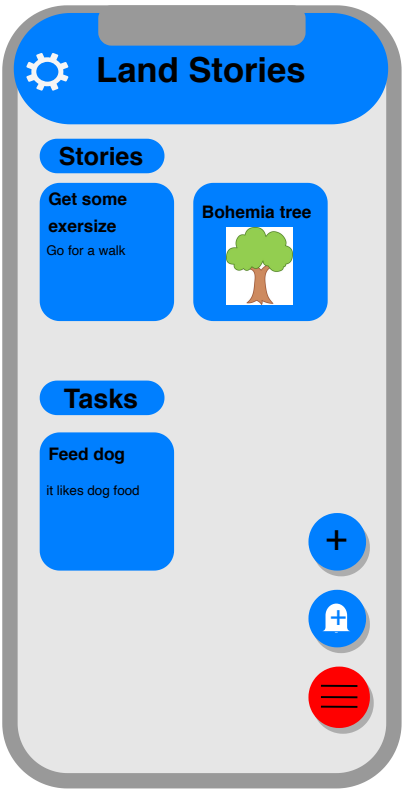 Land Stories
Stories
Get some
exersize
Go for a walk
Bohemia tree
Tasks
Feed dog
it likes dog food